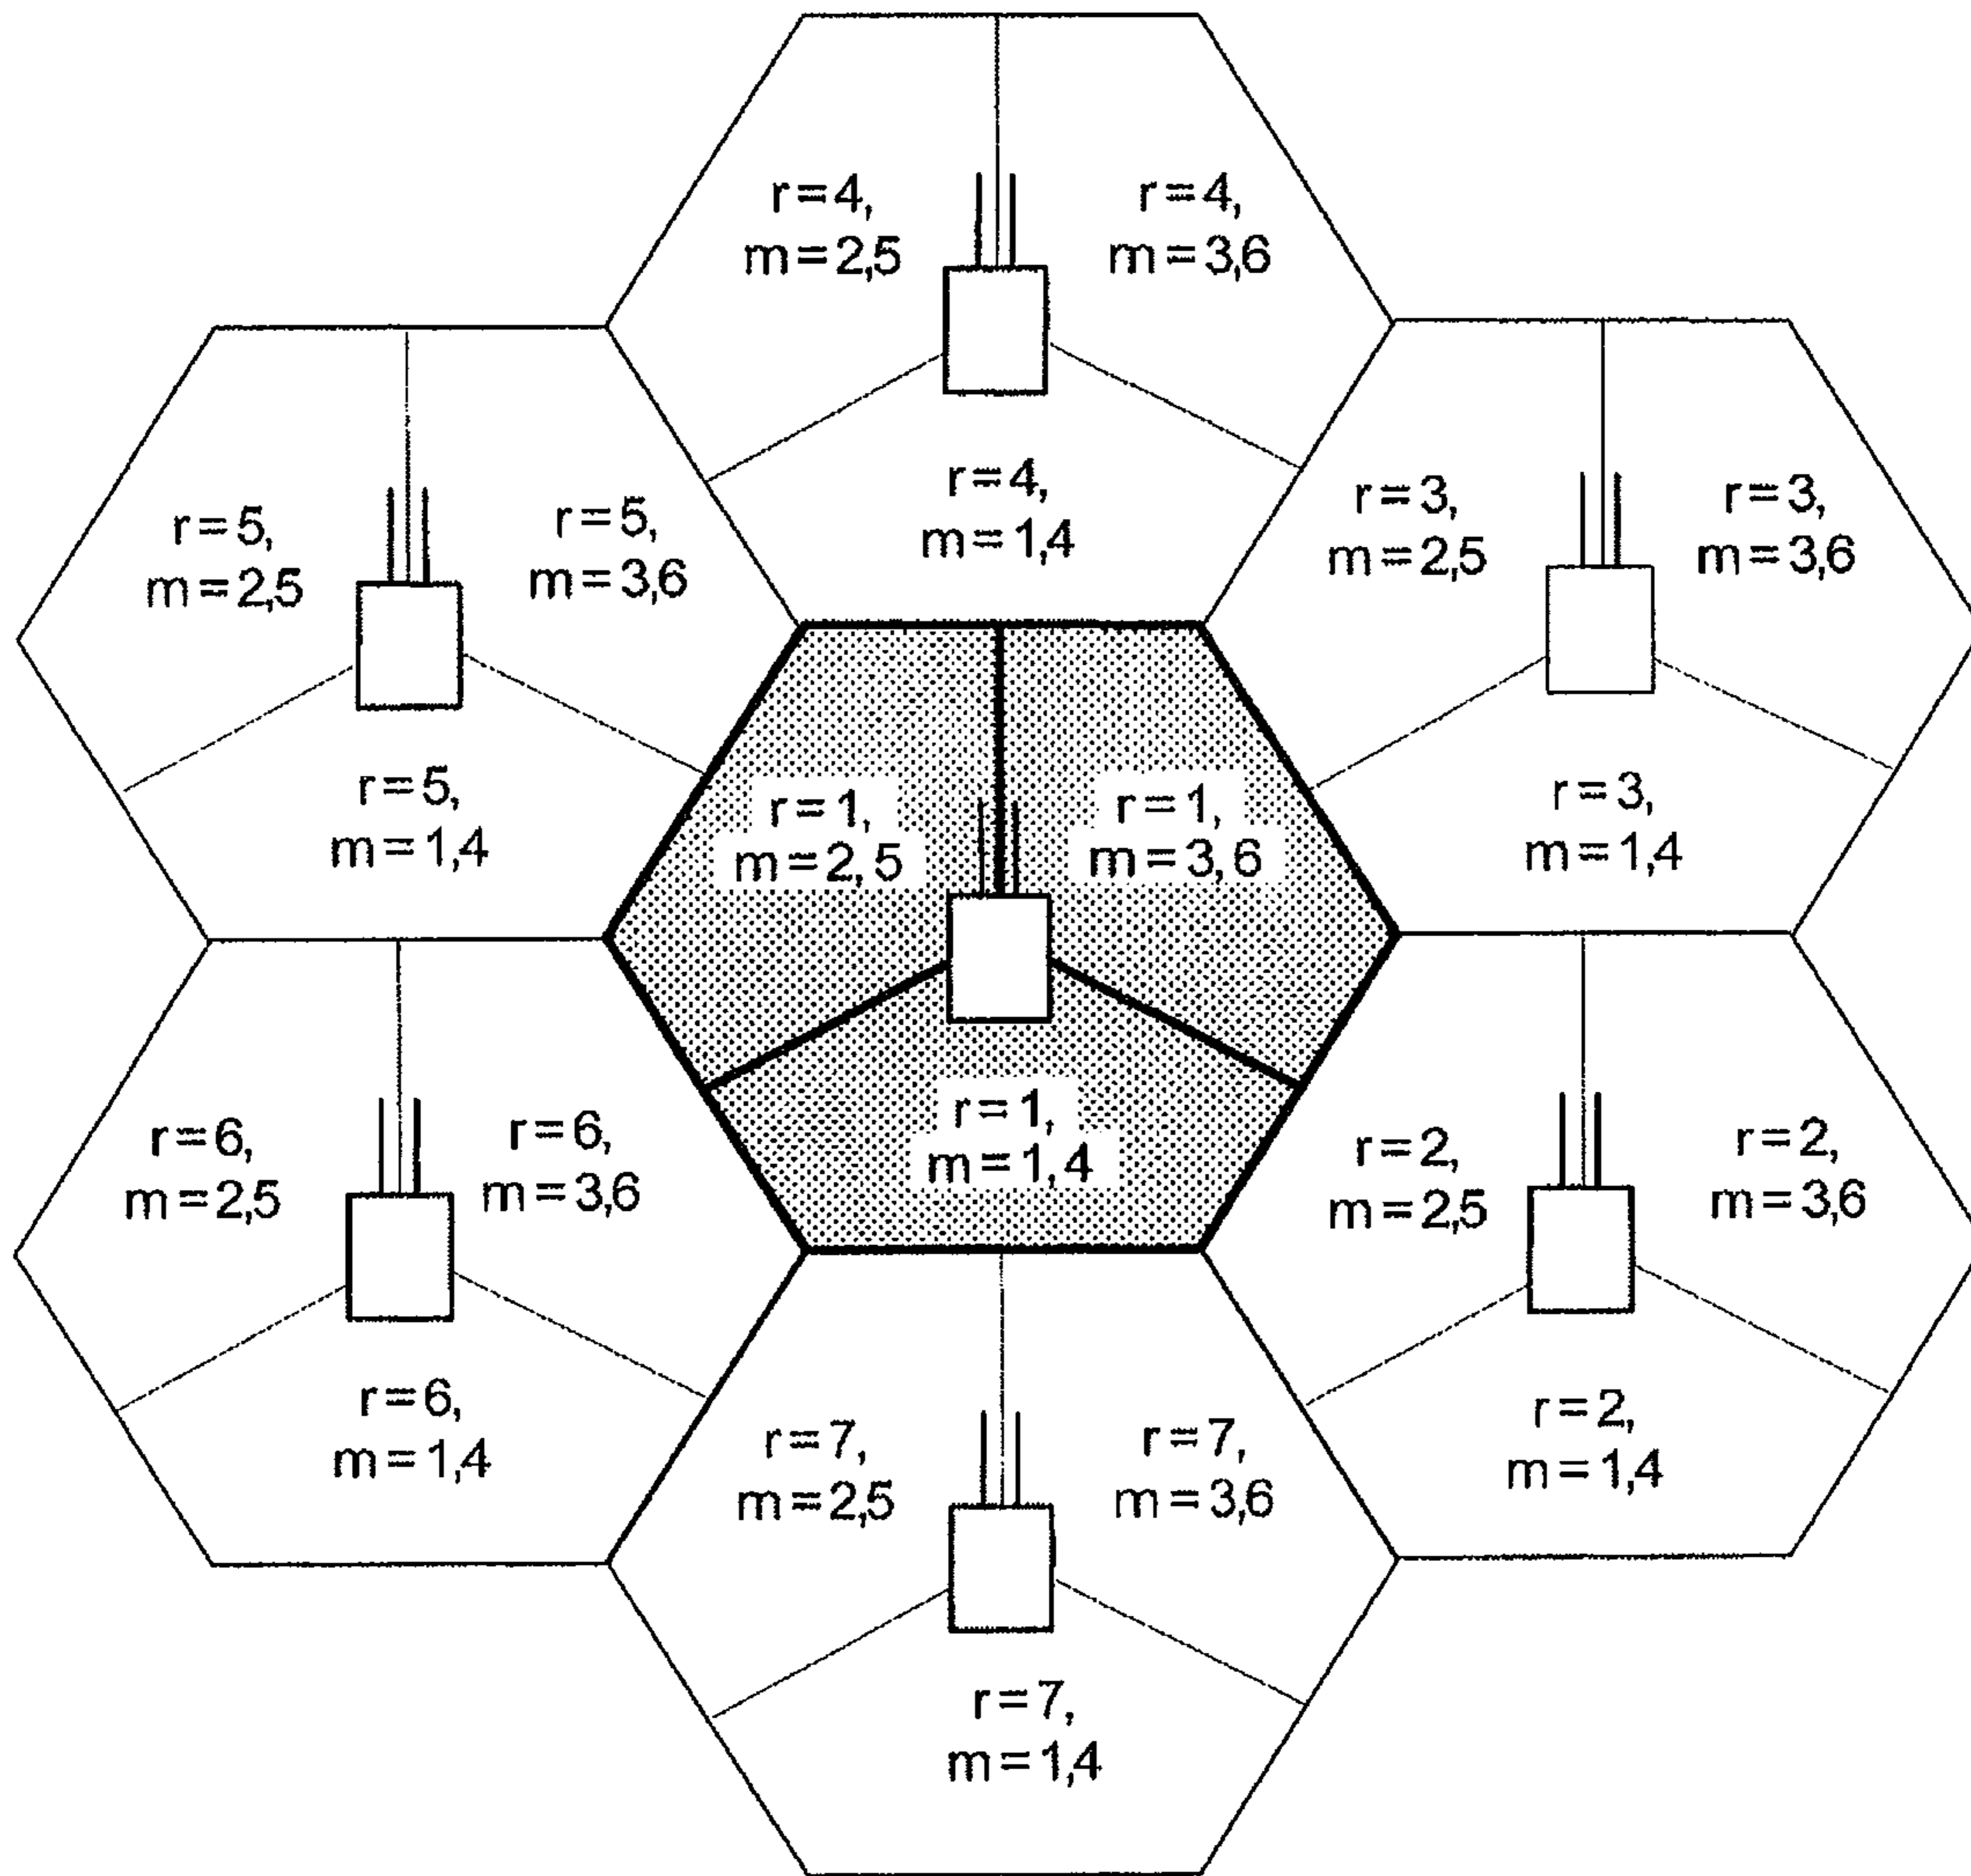 r=4,
m=2,5
r=4,
m=3,6
r=4,
m=1,4
r=5,
m=2,5
r=5,
m=3,6
r=5,
m=1,4
r=3,
m=2,5
r=3,
m=3,6
r=3,
m=1,4
r=1,
m=2,5
r=1,
m=3,6
r=1,
m=1,4
r=6,
m=2,5
r=6,
m=3,6
r=6,
m=1,4
r=2,
m=2,5
r=2,
m=3,6
r=2,
m=1,4
r=7,
m=2,5
r=7,
m=3,6
r=7,
m=1,4